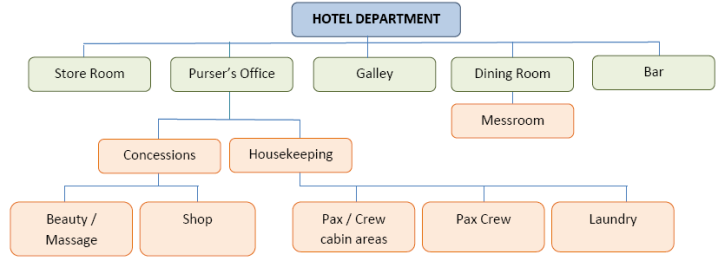 HOTEL DEPARTMENT
Store Room
Purser's Office
Galley
Dining Room
Bar
Messroom
Concessions
Housekeeping
Beauty /
Massage
Shop
Pax / Crew
cabin areas
Pax Crew
Laundry